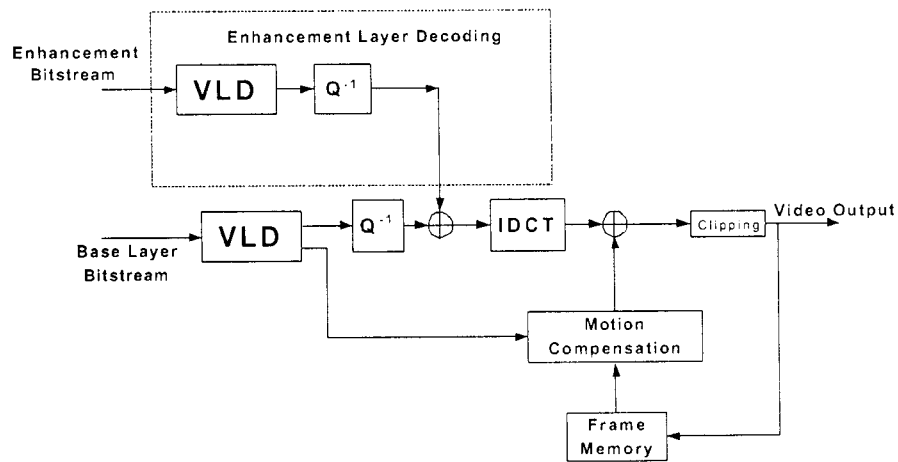 Enhancement Layer Decoding
Enhancement
Bitstream
VLD
Q⁻¹
Base Layer
Bitstream
VLD
Q⁻¹
IDCT
Clipping
Video Output
Motion
Compensation
Frame
Memory